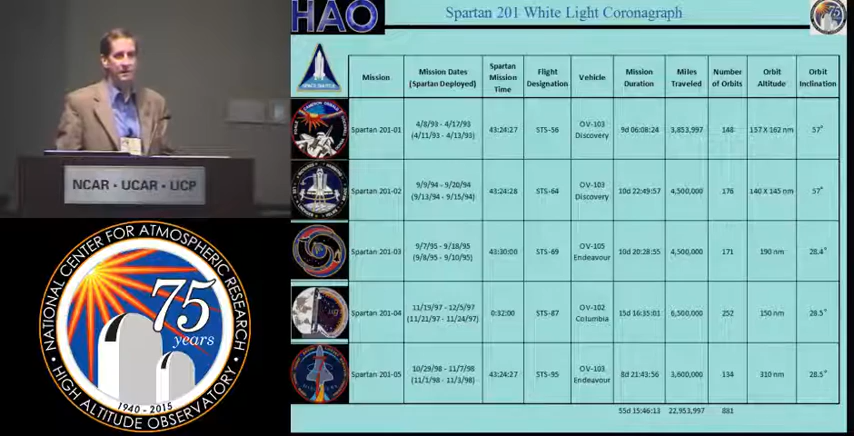 HAO
Spartan 201 White Light Coronagraph
75
SPACE SHUTTLE
Mission
Mission Dates
(Spartan Deployed)
Spartan
Mission
Time
Flight
Designation
Vehicle
Mission
Duration
Miles
Traveled
Number
of Orbits
Orbit
Altitude
Orbit
Inclination
Spartan 201-01
4/8/93 - 4/17/93
(4/11/93 - 4/13/93)
43:24:27
STS-56
OV-103
Discovery
9d 06:08:24
3,853,997
148
157 X 162 nm
57°
Spartan 201-02
9/9/94 - 9/20/94
(9/13/94 - 9/15/94)
43:24:28
STS-64
OV-103
Discovery
10d 22:49:57
4,500,000
176
140 X 145 nm
57°
Spartan 201-03
9/7/95 - 9/18/95
(9/8/95 - 9/10/95)
43:30:00
STS-69
OV-105
Endeavour
10d 20:28:55
4,500,000
171
190 nm
28.4°
Spartan 201-04
11/19/97 - 12/5/97
(11/21/97 - 11/24/97)
0:32:00
STS-87
OV-102
Columbia
15d 16:35:01
6,500,000
252
150 nm
28.5°
Spartan 201-05
10/29/98 - 11/7/98
(11/1/98 - 11/3/98)
43:24:27
STS-95
OV-103
Endeavour
8d 21:43:56
3,600,000
134
310 nm
28.5°
55d 15:46:13
22,953,997
881
NCAR • UCAR • UCP
NATIONAL CENTER FOR ATMOSPHERIC RESEARCH
75
years
1940 - 2015
HIGH ALTITUDE OBSERVATORY